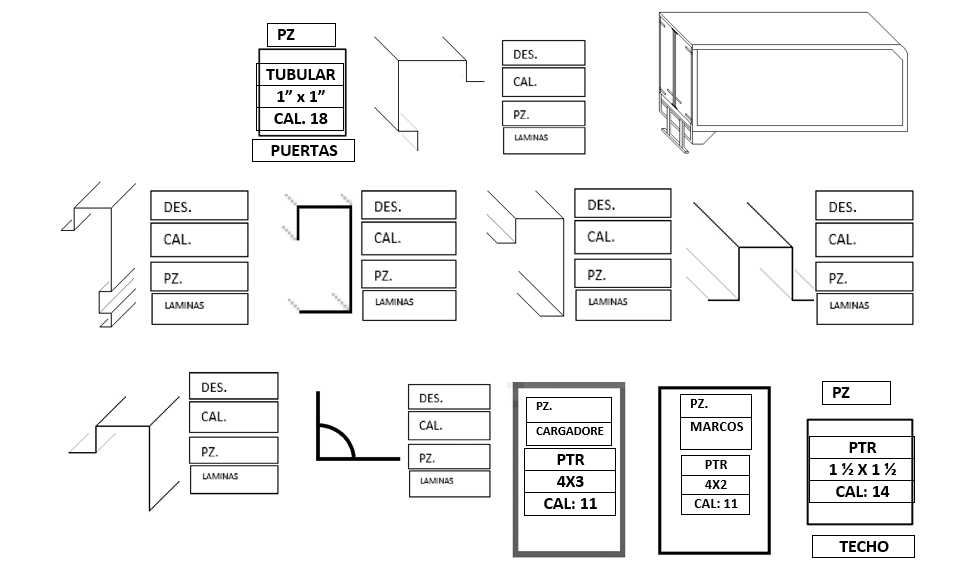 PZ
TUBULAR
1” x 1”
CAL. 18
PUERTAS
DES.
CAL.
PZ.
LAMINAS
DES.
CAL.
PZ.
LAMINAS
DES.
CAL.
PZ.
LAMINAS
DES.
CAL.
PZ.
LAMINAS
DES.
CAL.
PZ.
LAMINAS
DES.
CAL.
PZ.
LAMINAS
DES.
CAL.
PZ.
LAMINAS
PZ.
CARGADORE
PTR
4X3
CAL: 11
PZ.
MARCOS
PTR
4X2
CAL: 11
PZ
PTR
1 ½ X 1 ½
CAL: 14
TECHO